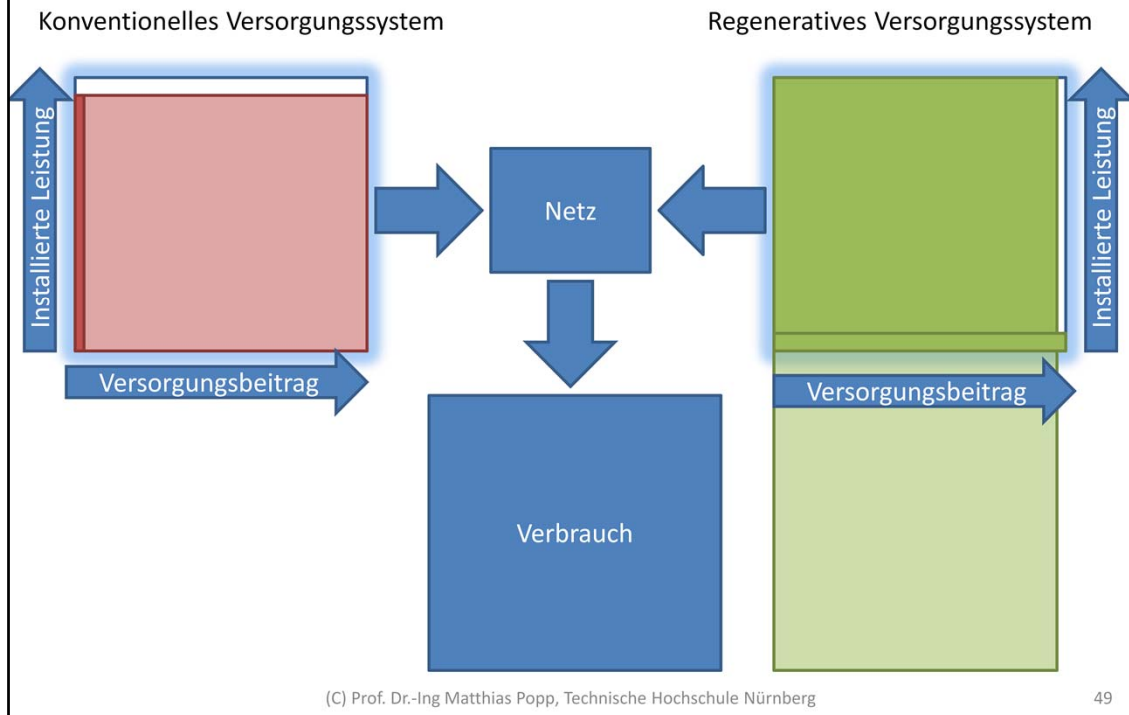 Konventionelles Versorgungssystem
Regeneratives Versorgungssystem
Installierte Leistung
Netz
Installierte Leistung
Versorgungsbeitrag
Versorgungsbeitrag
Verbrauch
(C) Prof. Dr.-Ing Matthias Popp, Technische Hochschule Nürnberg
49